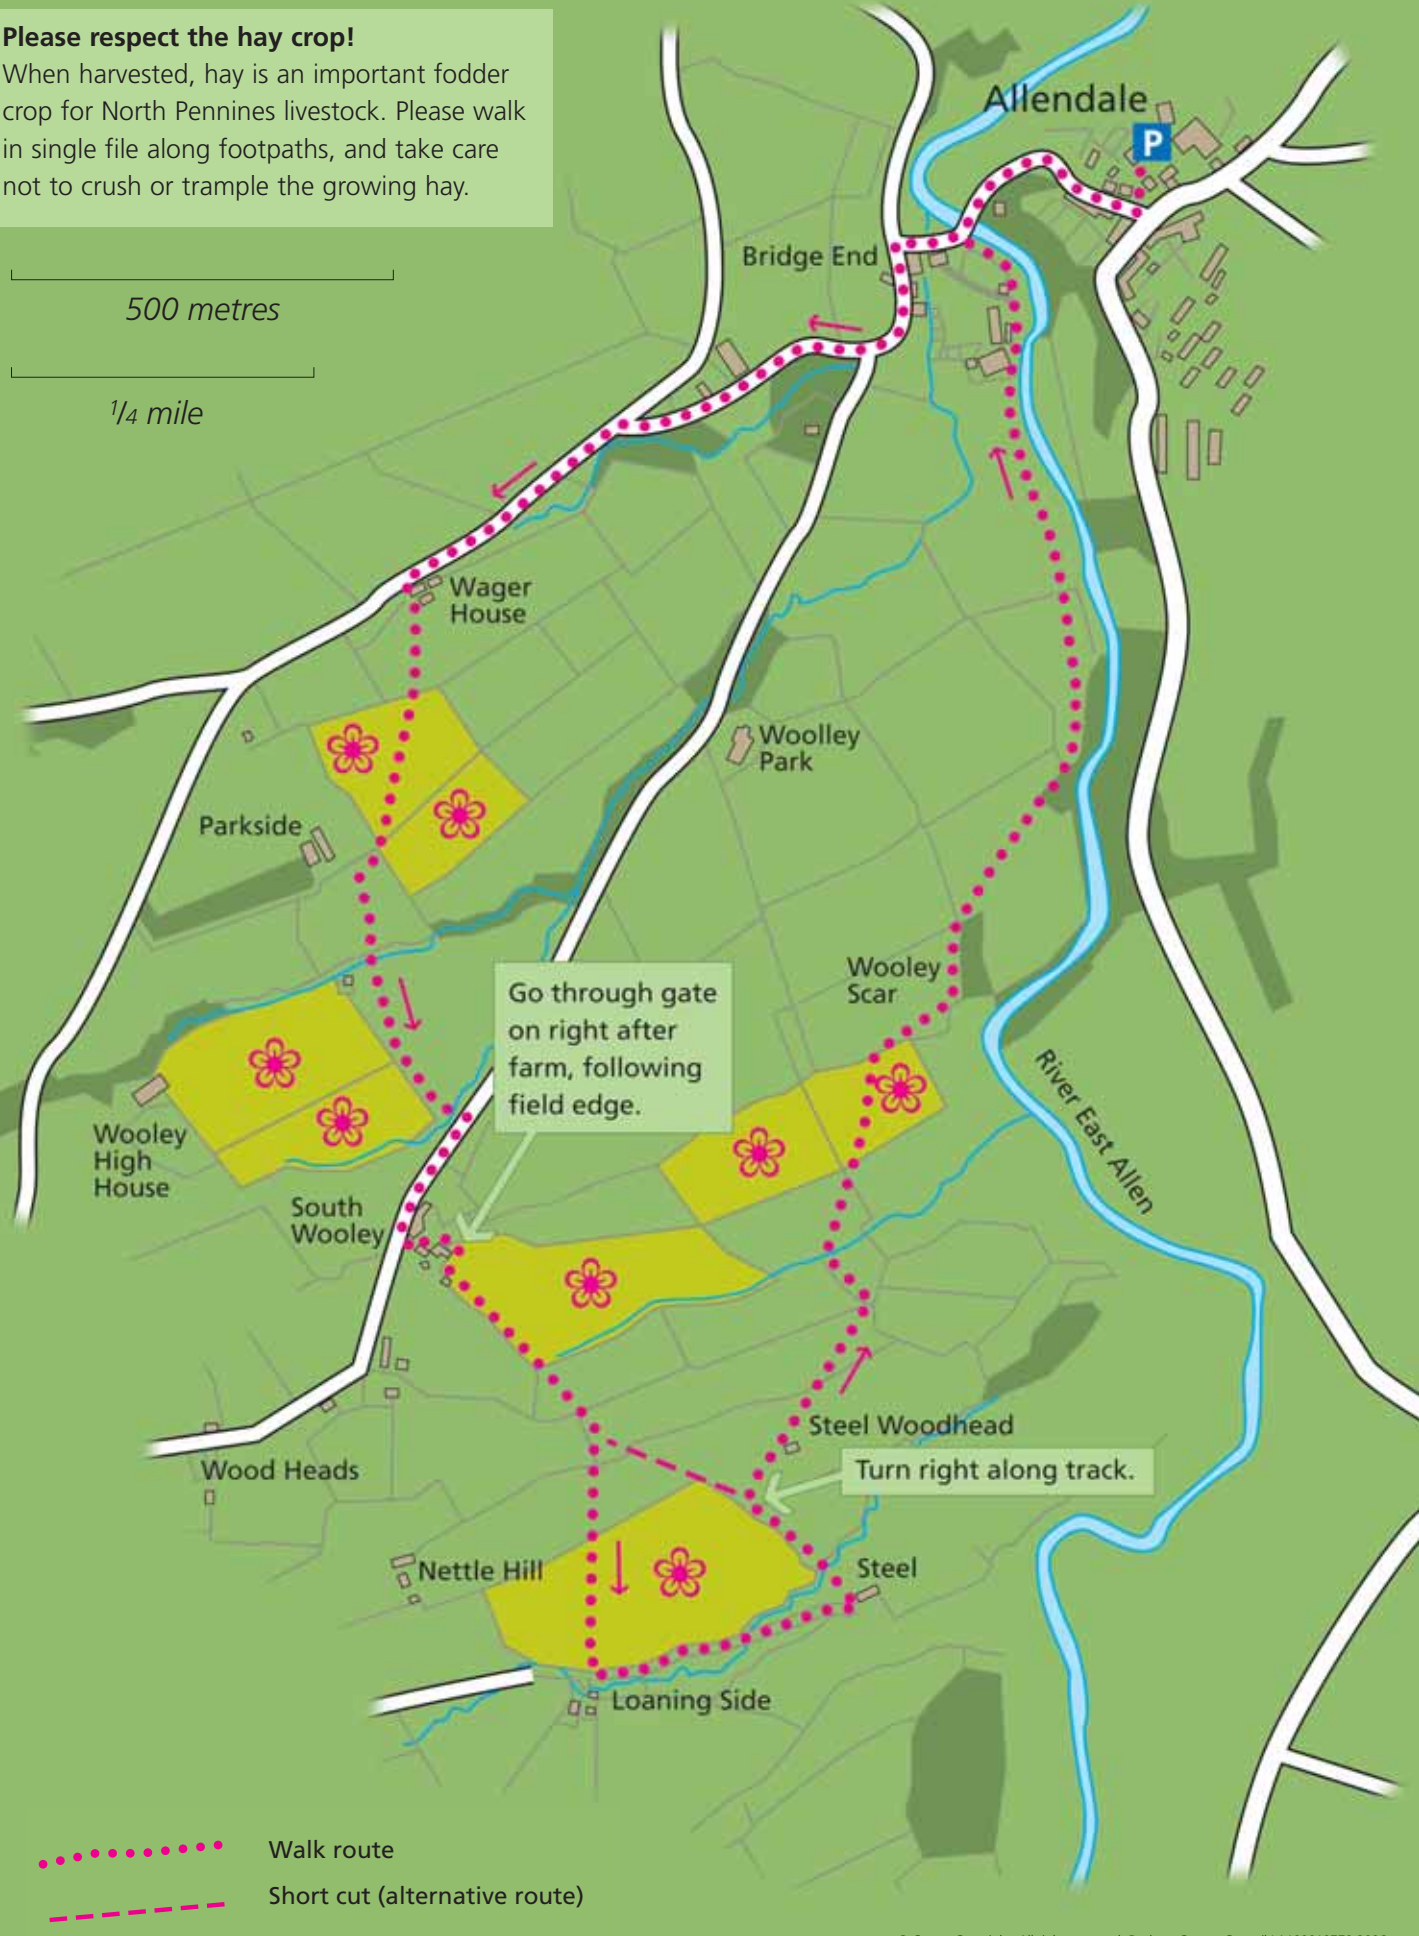 Please respect the hay crop!
When harvested, hay is an important fodder
crop for North Pennines livestock. Please walk
in single file along footpaths, and take care
not to crush or trample the growing hay.
Allendale
P
Bridge End
500 metres
1/4 mile
Wager
House
Woolley
Park
Parkside
Wooley
Scar
Go through gate
on right after
farm, following
field edge.
River East Allen
Wooley
High
House
South
Wooley
Steel Woodhead
Turn right along track.
Wood Heads
Nettle Hill
Steel
Loaning Side
Walk route
Short cut (alternative route)